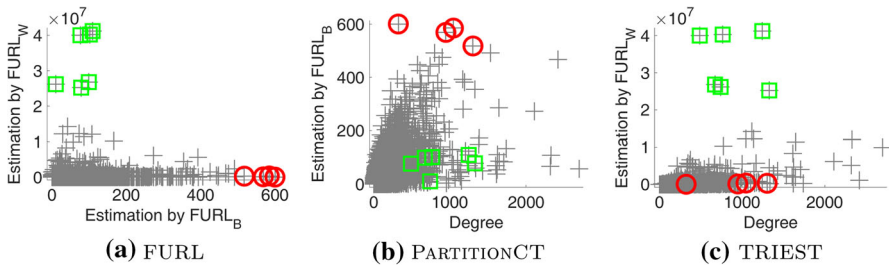 ×10⁷
4
3
2
1
0
Estimation by FURL_W
0 200 400 600
Estimation by FURL_B
(a) FURL
600
400
200
0
Estimation by FURL_B
0 1000 2000
Degree
(b) PARTITIONCT
×10⁷
4
3
2
1
0
Estimation by FURL_W
0 1000 2000
Degree
(c) TRIEST